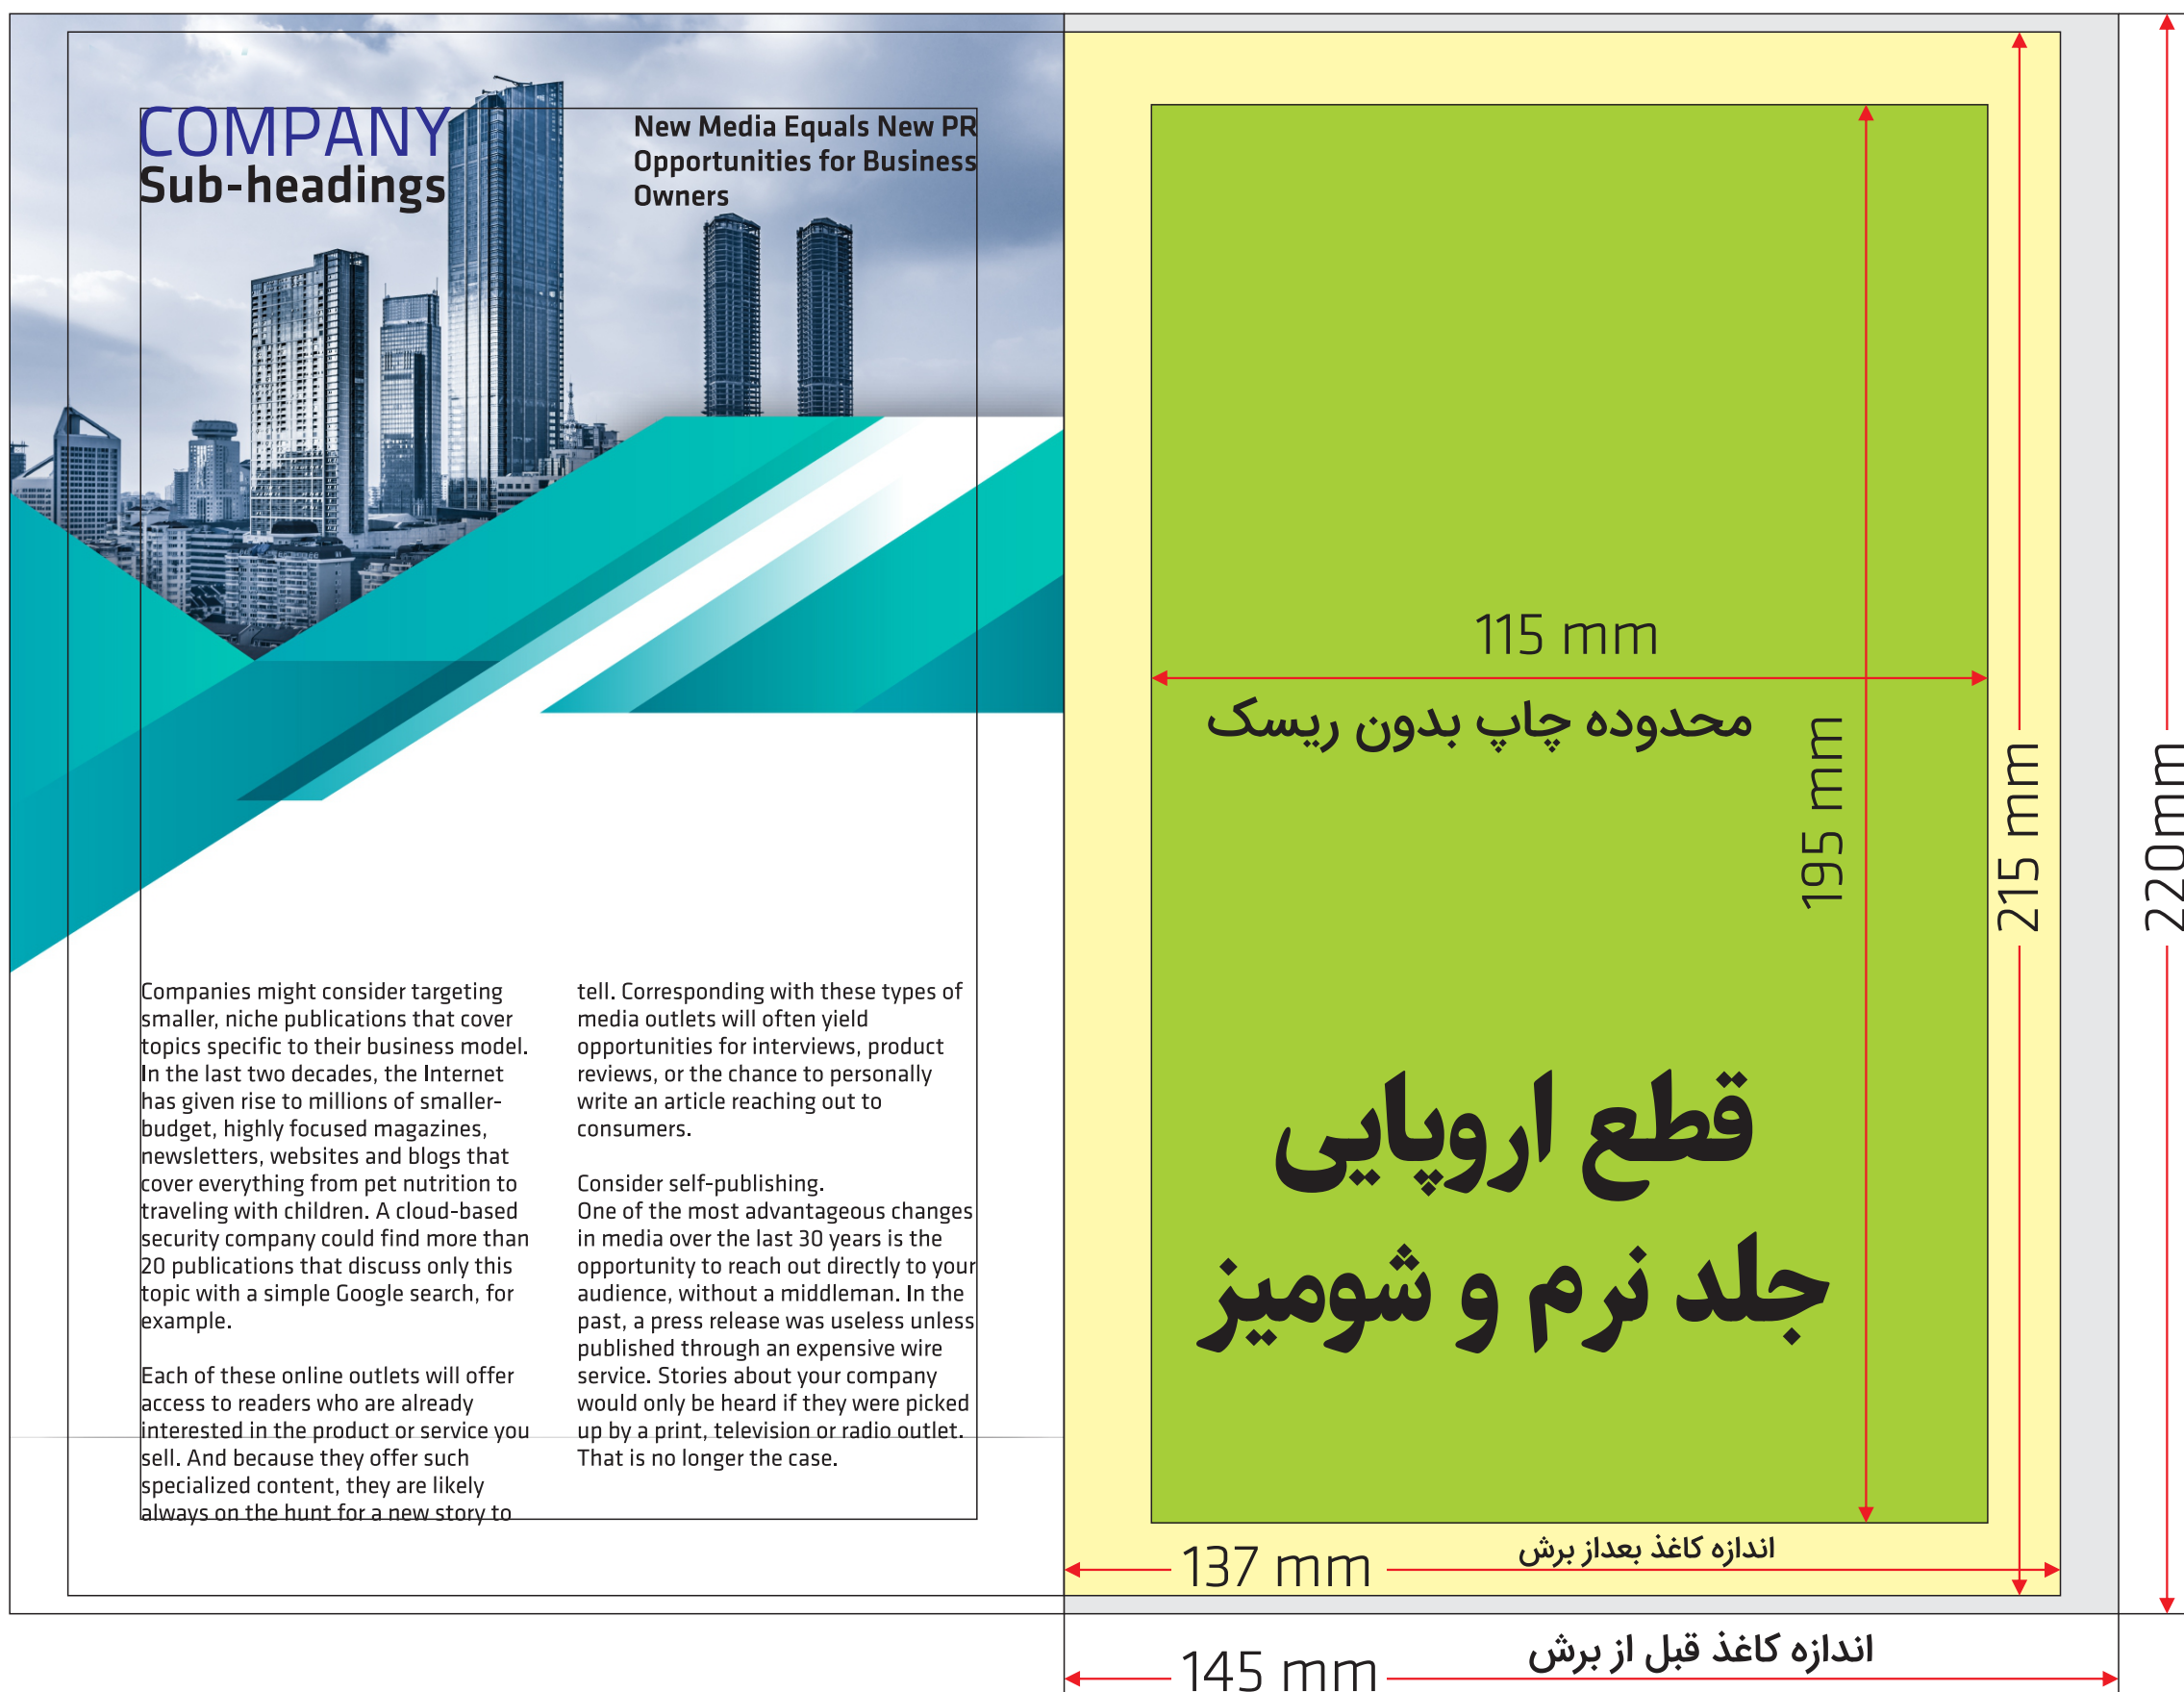 COMPANY
Sub-headings
New Media Equals New PR
Opportunities for Business
Owners
Companies might consider targeting
smaller, niche publications that cover
topics specific to their business model.
In the last two decades, the Internet
has given rise to millions of smaller-
budget, highly focused magazines,
newsletters, websites and blogs that
cover everything from pet nutrition to
traveling with children. A cloud-based
security company could find more than
20 publications that discuss only this
topic with a simple Google search, for
example.
Each of these online outlets will offer
access to readers who are already
interested in the product or service you
sell. And because they offer such
specialized content, they are likely
always on the hunt for a new story to
tell. Corresponding with these types of
media outlets will often yield
opportunities for interviews, product
reviews, or the chance to personally
write an article reaching out to
consumers.
Consider self-publishing.
One of the most advantageous changes
in media over the last 30 years is the
opportunity to reach out directly to your
audience, without a middleman. In the
past, a press release was useless unless
published through an expensive wire
service. Stories about your company
would only be heard if they were picked
up by a print, television or radio outlet.
That is no longer the case.
115 mm
محدوده چاپ بدون ریسک
195 mm
215 mm
220mm
قطع اروپایی
جلد نرم و شومیز
اندازه کاغذ بعداز برش
137 mm
اندازه کاغذ قبل از برش
145 mm